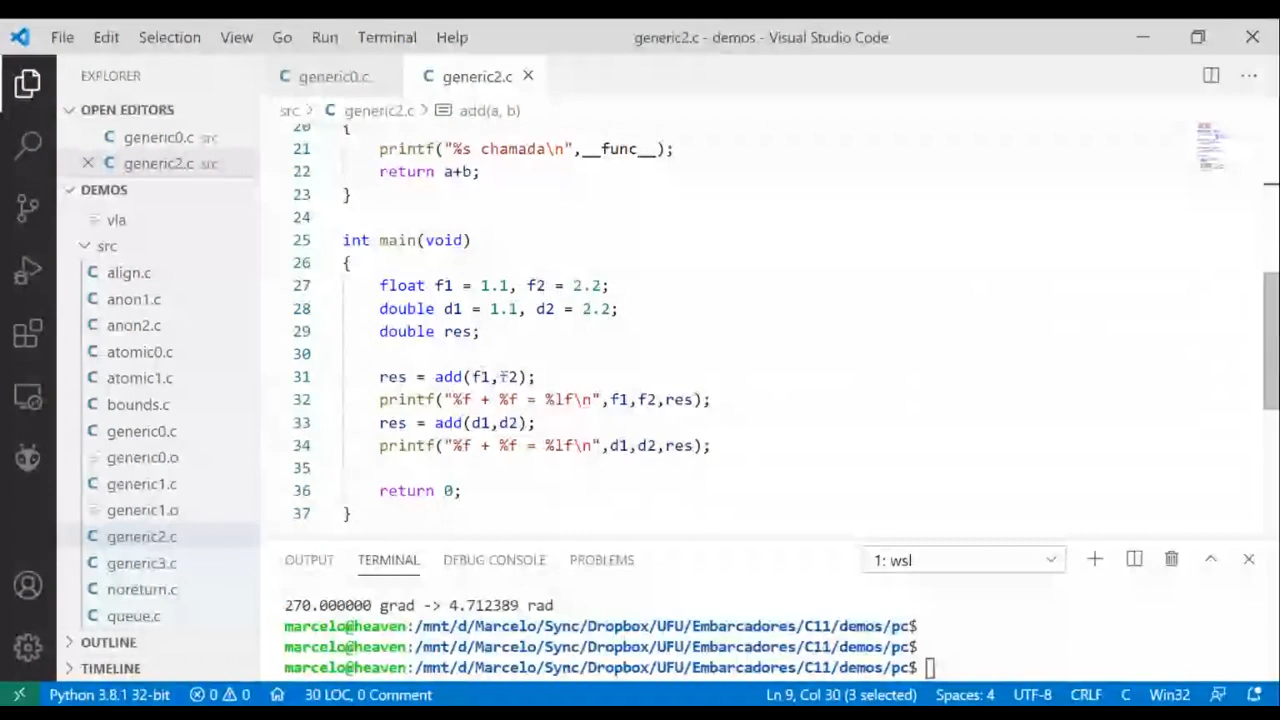 File Edit Selection View Go Run Terminal Help generic2.c - demos - Visual Studio Code
EXPLORER
OPEN EDITORS
generic0.c src
generic2.c src
DEMOS
vla
src
align.c
anon1.c
anon2.c
atomic0.c
atomic1.c
bounds.c
generic0.c
generic0.o
generic1.c
generic1.o
generic2.c
generic3.c
noreturn.c
queue.c
OUTLINE
TIMELINE
generic0.c generic2.c
src > generic2.c > add(a, b)
20 {
21 printf("%s chamada\n",__func__);
22 return a+b;
23 }
24
25 int main(void)
26 {
27 float f1 = 1.1, f2 = 2.2;
28 double d1 = 1.1, d2 = 2.2;
29 double res;
30
31 res = add(f1,f2);
32 printf("%f + %f = %lf\n",f1,f2,res);
33 res = add(d1,d2);
34 printf("%f + %f = %lf\n",d1,d2,res);
35
36 return 0;
37 }
OUTPUT TERMINAL DEBUG CONSOLE PROBLEMS 1: wsl
270.000000 grad -> 4.712389 rad
marcelo@heaven:/mnt/d/Marcelo/Sync/Dropbox/UFU/Embarcadores/C11/demos/pc$
marcelo@heaven:/mnt/d/Marcelo/Sync/Dropbox/UFU/Embarcadores/C11/demos/pc$
marcelo@heaven:/mnt/d/Marcelo/Sync/Dropbox/UFU/Embarcadores/C11/demos/pc$
Python 3.8.1 32-bit 0 0 30 LOC, 0 Comment Ln 9, Col 30 (3 selected) Spaces: 4 UTF-8 CRLF C Win32